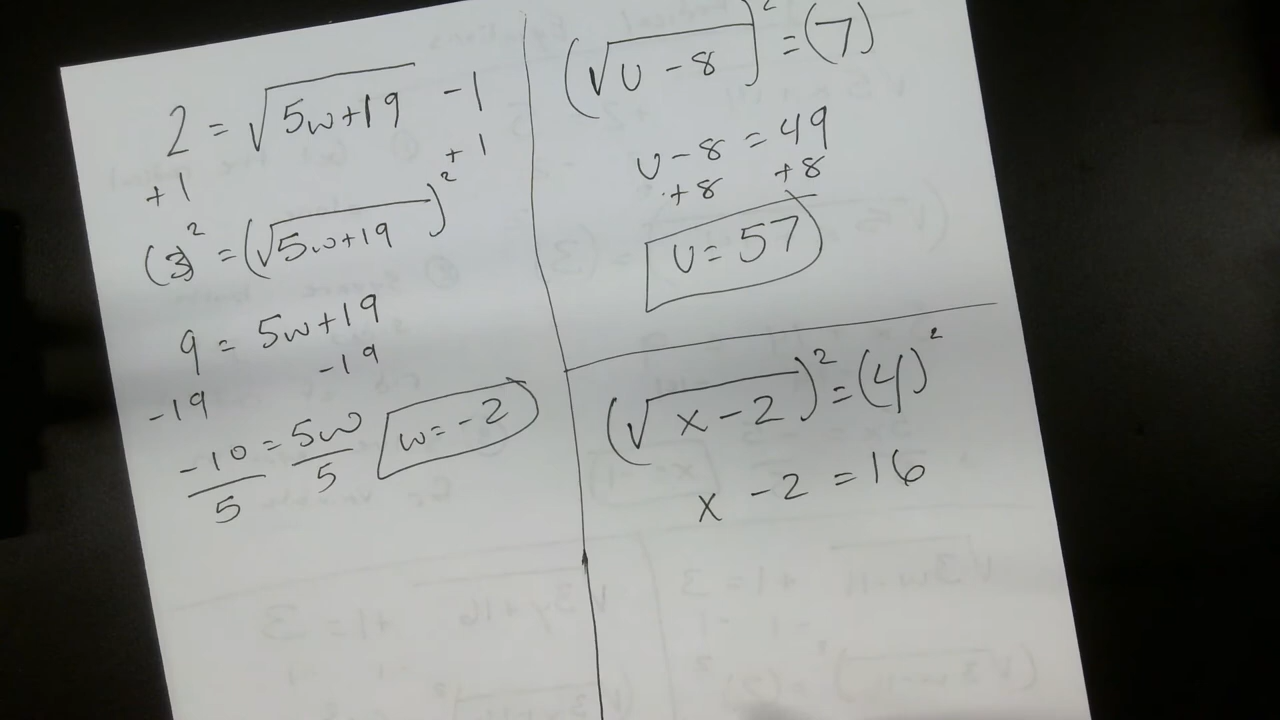 2 = √5w+19 -1
+1 +1
(3)² = (√5w+19)²
9 = 5w+19
-19 -19
-10/5 = 5w/5 w=-2
(√u-8)² = (7)
u-8 = 49
+8 +8
u = 57
(√x-2)² = (4)²
x-2 = 16